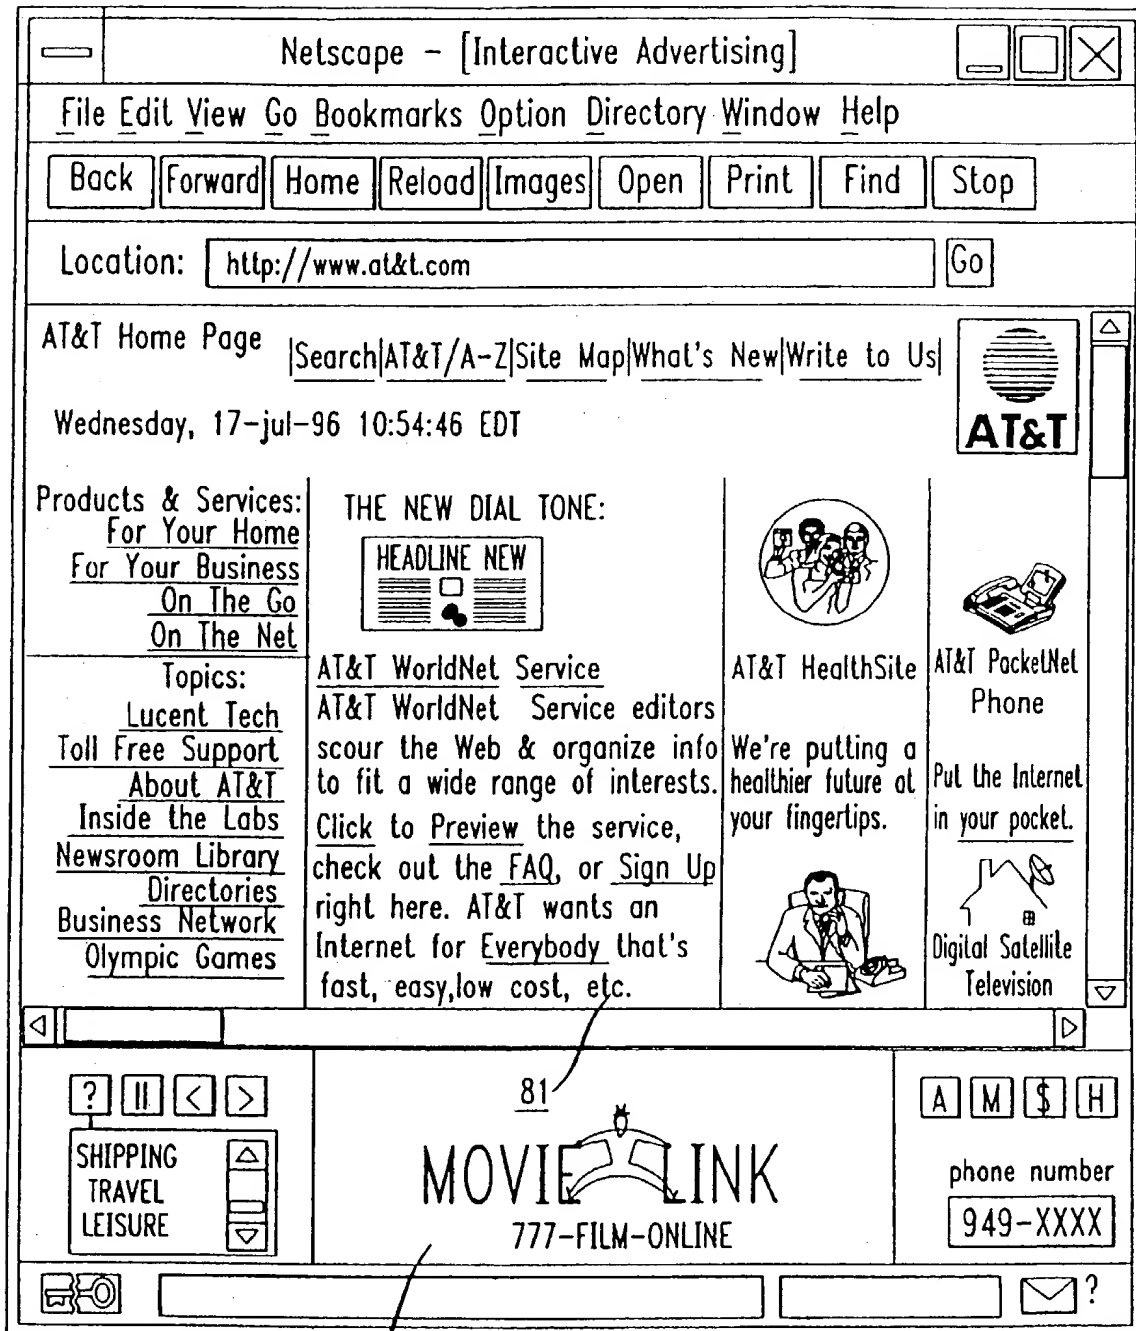 Netscape - [Interactive Advertising]
File Edit View Go Bookmarks Option Directory Window Help
Back Forward Home Reload Images Open Print Find Stop
Location: http://www.at&t.com Go
AT&T Home Page |Search|AT&T/A-Z|Site Map|What's New|Write to Us|
AT&T
Wednesday, 17-jul-96 10:54:46 EDT
Products & Services:
For Your Home
For Your Business
On The Go
On The Net
Topics:
Lucent Tech
Toll Free Support
About AT&T
Inside the Labs
Newsroom Library
Directories
Business Network
Olympic Games
THE NEW DIAL TONE:
HEADLINE NEW
AT&T WorldNet Service
AT&T WorldNet Service editors
scour the Web & organize info
to fit a wide range of interests.
Click to Preview the service,
check out the FAQ, or Sign Up
right here. AT&T wants an
Internet for Everybody that's
fast, easy,low cost, etc.
AT&T HealthSite
We're putting a
healthier future at
your fingertips.
AT&T PocketNet
Phone
Put the Internet
in your pocket.
Digital Satellite
Television
? || < >
SHIPPING
TRAVEL
LEISURE
81
MOVIE LINK
777-FILM-ONLINE
A M $ H
phone number
949-XXXX
?